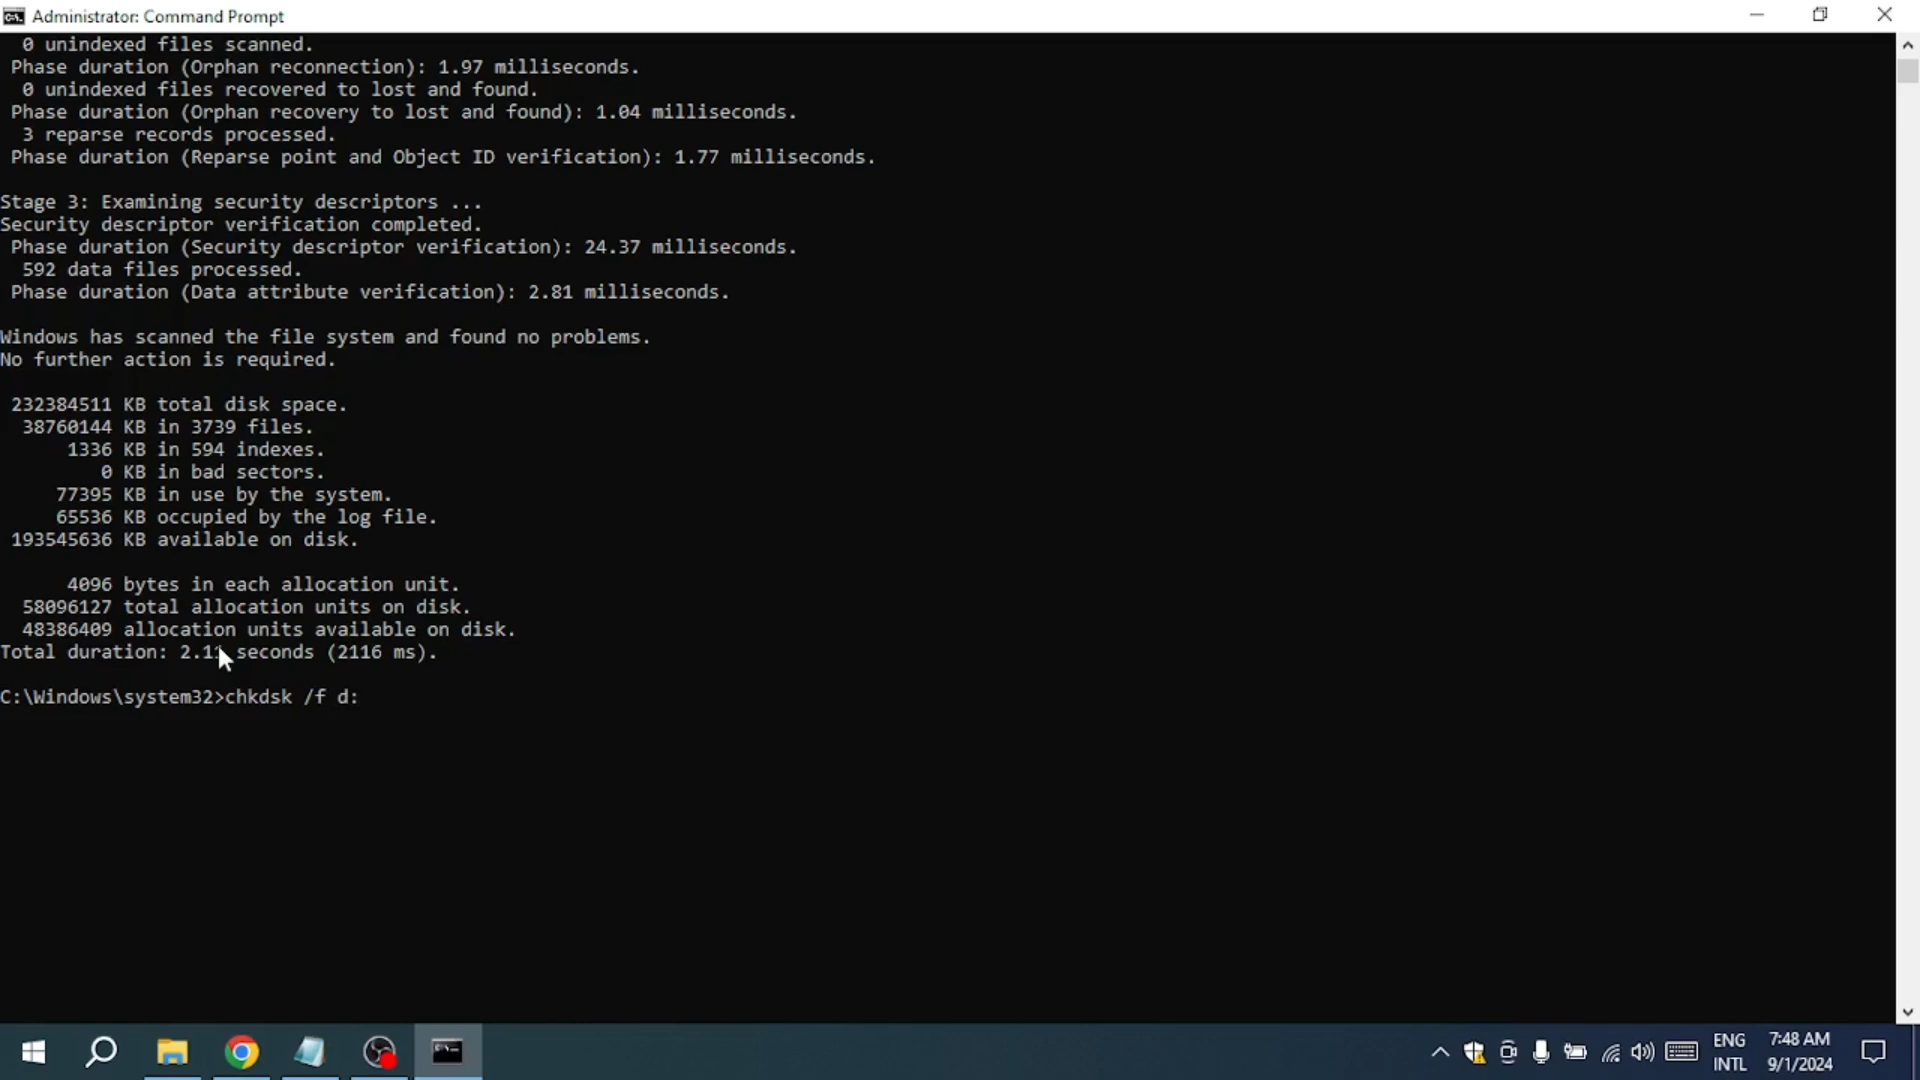 Administrator: Command Prompt
0 unindexed files scanned.
Phase duration (Orphan reconnection): 1.97 milliseconds.
0 unindexed files recovered to lost and found.
Phase duration (Orphan recovery to lost and found): 1.04 milliseconds.
3 reparse records processed.
Phase duration (Reparse point and Object ID verification): 1.77 milliseconds.
Stage 3: Examining security descriptors ...
Security descriptor verification completed.
Phase duration (Security descriptor verification): 24.37 milliseconds.
592 data files processed.
Phase duration (Data attribute verification): 2.81 milliseconds.
Windows has scanned the file system and found no problems.
No further action is required.
232384511 KB total disk space.
38760144 KB in 3739 files.
1336 KB in 594 indexes.
0 KB in bad sectors.
77395 KB in use by the system.
65536 KB occupied by the log file.
193545636 KB available on disk.
4096 bytes in each allocation unit.
58096127 total allocation units on disk.
48386409 allocation units available on disk.
Total duration: 2.11 seconds (2116 ms).
C:\Windows\system32>chkdsk /f d:
ENG
INTL
7:48 AM
9/1/2024